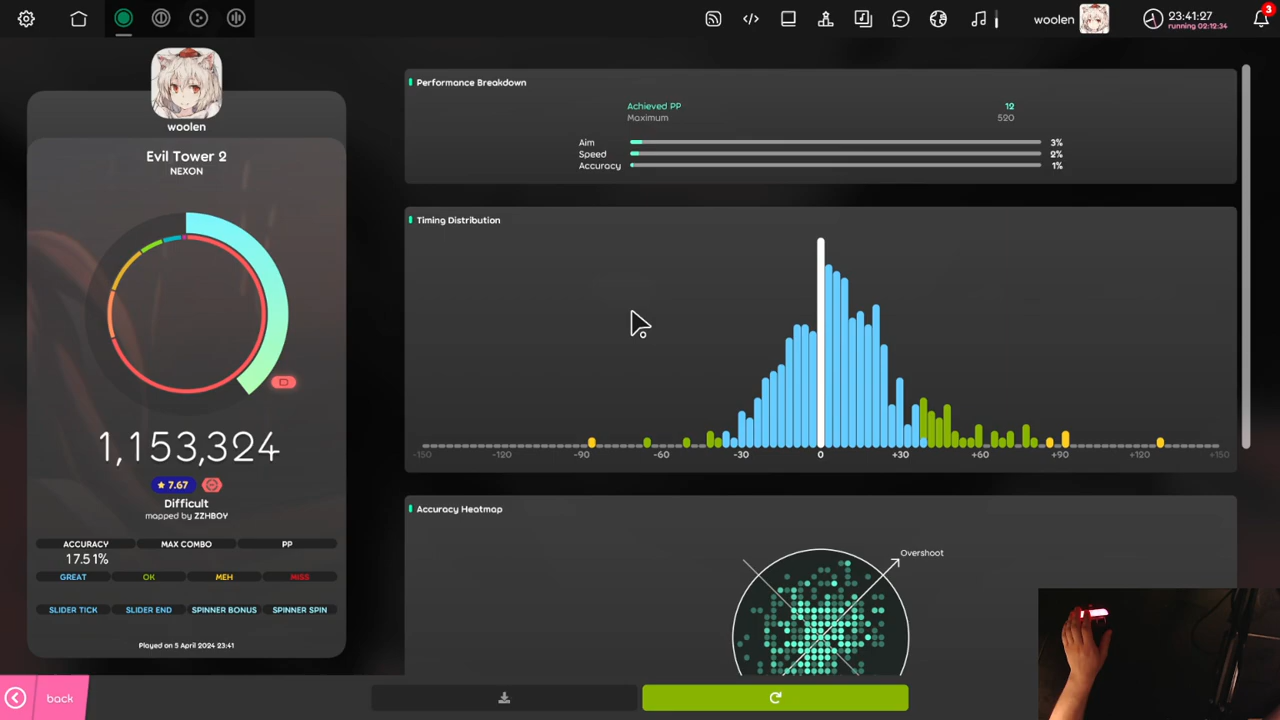 woolen
23:41:27
running 02:12:34
3
woolen
Evil Tower 2
NEXON
D
1,153,324
7.67
Difficult
mapped by ZZHBOY
ACCURACY MAX COMBO PP
17.51%
GREAT OK MEH MISS
SLIDER TICK SLIDER END SPINNER BONUS SPINNER SPIN
Played on 5 April 2024 23:41
Performance Breakdown
Achieved PP 12
Maximum 520
Aim 3%
Speed 2%
Accuracy 1%
Timing Distribution
-150 -120 -90 -60 -30 0 +30 +60 +90 +120 +150
Accuracy Heatmap
Overshoot
back